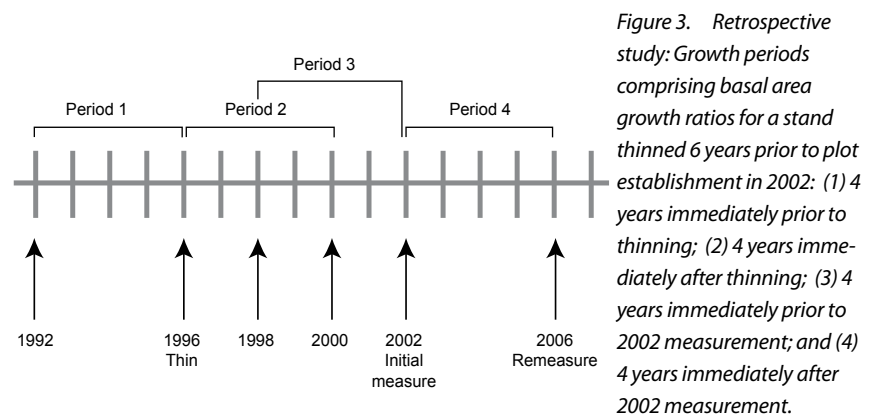 Period 3
Period 1
Period 2
Period 4
1992
1996
Thin
1998
2000
2002
Initial
measure
2006
Remeasure
Figure 3. Retrospective
study: Growth periods
comprising basal area
growth ratios for a stand
thinned 6 years prior to plot
establishment in 2002: (1) 4
years immediately prior to
thinning; (2) 4 years imme-
diately after thinning; (3) 4
years immediately prior to
2002 measurement; and (4)
4 years immediately after
2002 measurement.